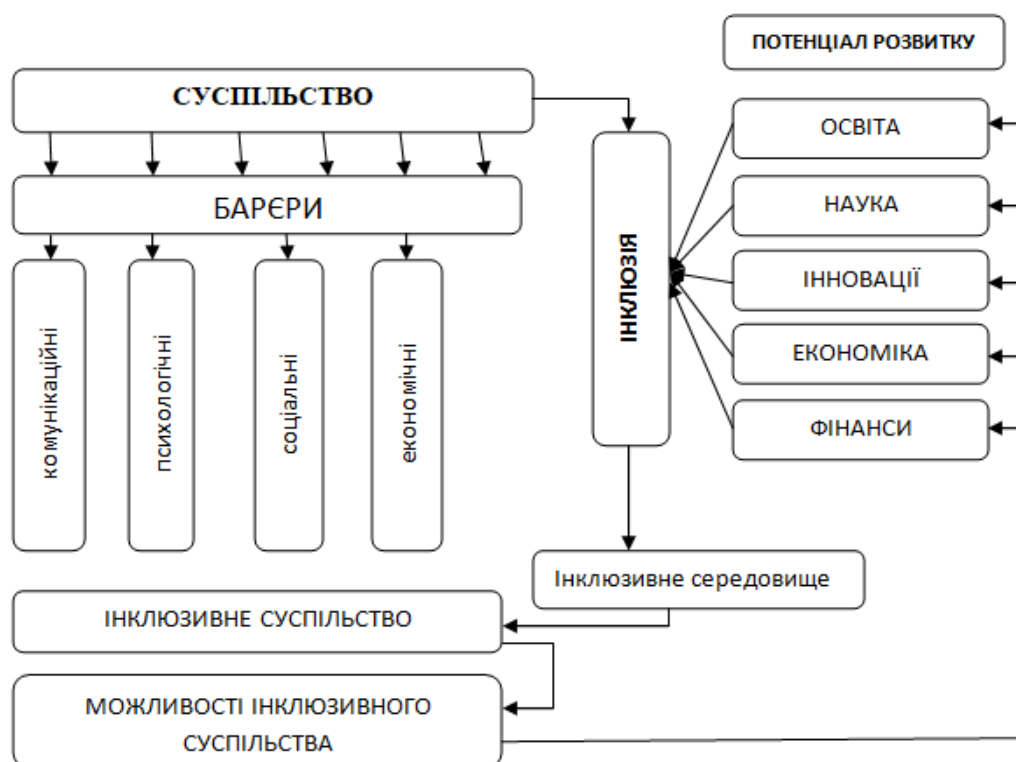 ПОТЕНЦІАЛ РОЗВИТКУ
СУСПІЛЬСТВО
БАРЄРИ
комунікаційні
психологічні
соціальні
економічні
ІНКЛЮЗІЯ
ОСВІТА
НАУКА
ІННОВАЦІЇ
ЕКОНОМІКА
ФІНАНСИ
Інклюзивне середовище
ІНКЛЮЗИВНЕ СУСПІЛЬСТВО
МОЖЛИВОСТІ ІНКЛЮЗИВНОГО
СУСПІЛЬСТВА